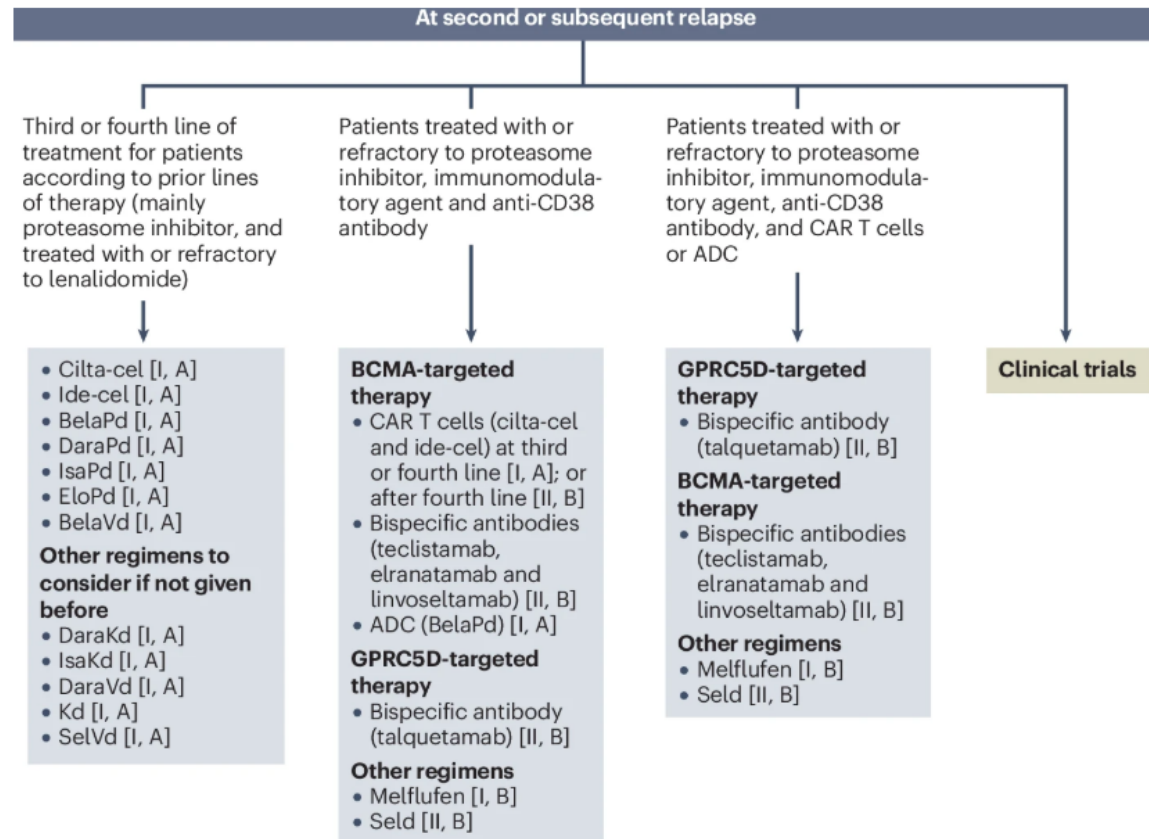 At second or subsequent relapse
Third or fourth line of
treatment for patients
according to prior lines
of therapy (mainly
proteasome inhibitor, and
treated with or refractory
to lenalidomide)
• Cilta-cel [I, A]
• Ide-cel [I, A]
• BelaPd [I, A]
• DaraPd [I, A]
• IsaPd [I, A]
• EloPd [I, A]
• BelaVd [I, A]
Other regimens to
consider if not given
before
• DaraKd [I, A]
• IsaKd [I, A]
• DaraVd [I, A]
• Kd [I, A]
• SelVd [I, A]
Patients treated with or
refractory to proteasome
inhibitor, immunomodula-
tory agent and anti-CD38
antibody
BCMA-targeted
therapy
• CAR T cells (cilta-cel
and ide-cel) at third
or fourth line [I, A]; or
after fourth line [II, B]
• Bispecific antibodies
(teclistamab,
elranatamab and
linvoseltamab) [II, B]
• ADC (BelaPd) [I, A]
GPRC5D-targeted
therapy
• Bispecific antibody
(talquetamab) [II, B]
Other regimens
• Melflufen [I, B]
• Seld [II, B]
Patients treated with or
refractory to proteasome
inhibitor, immunomodula-
tory agent, anti-CD38
antibody, and CAR T cells
or ADC
GPRC5D-targeted
therapy
• Bispecific antibody
(talquetamab) [II, B]
BCMA-targeted
therapy
• Bispecific antibodies
(teclistamab,
elranatamab and
linvoseltamab) [II, B]
Other regimens
• Melflufen [I, B]
• Seld [II, B]
Clinical trials